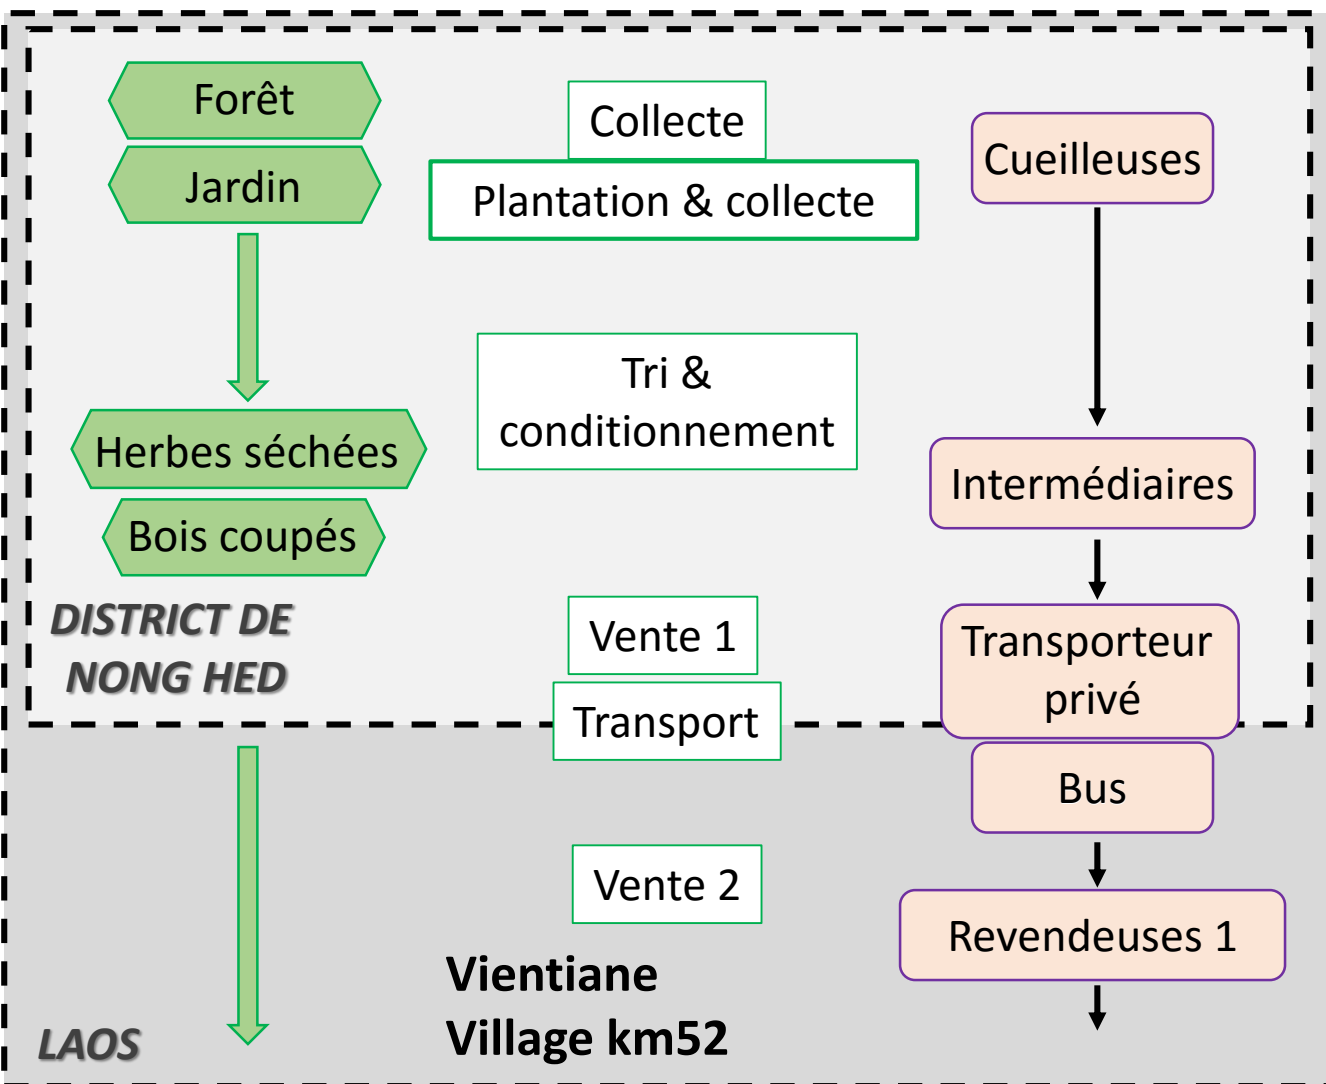 Forêt
Jardin
Collecte
Plantation & collecte
Cueilleuses
Tri &
conditionnement
Herbes séchées
Bois coupés
Intermédiaires
DISTRICT DE
NONG HED
Vente 1
Transport
Transporteur
privé
Bus
Vente 2
Revendeuses 1
Vientiane
Village km52
LAOS